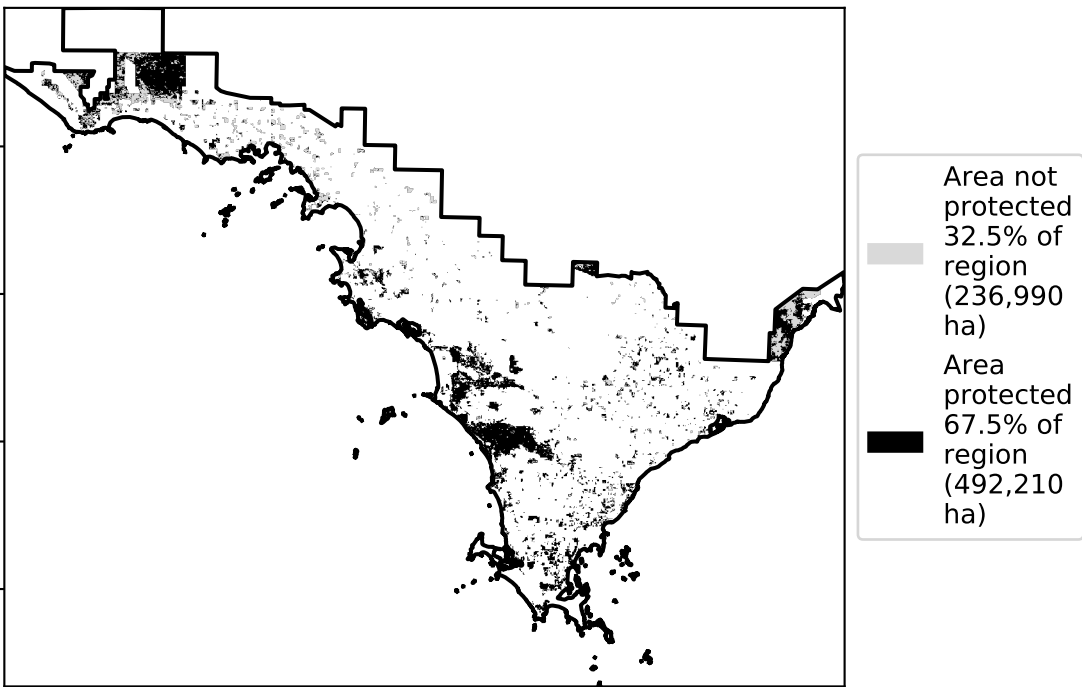 Area not
protected
32.5% of
region
(236,990
ha)
Area
protected
67.5% of
region
(492,210
ha)